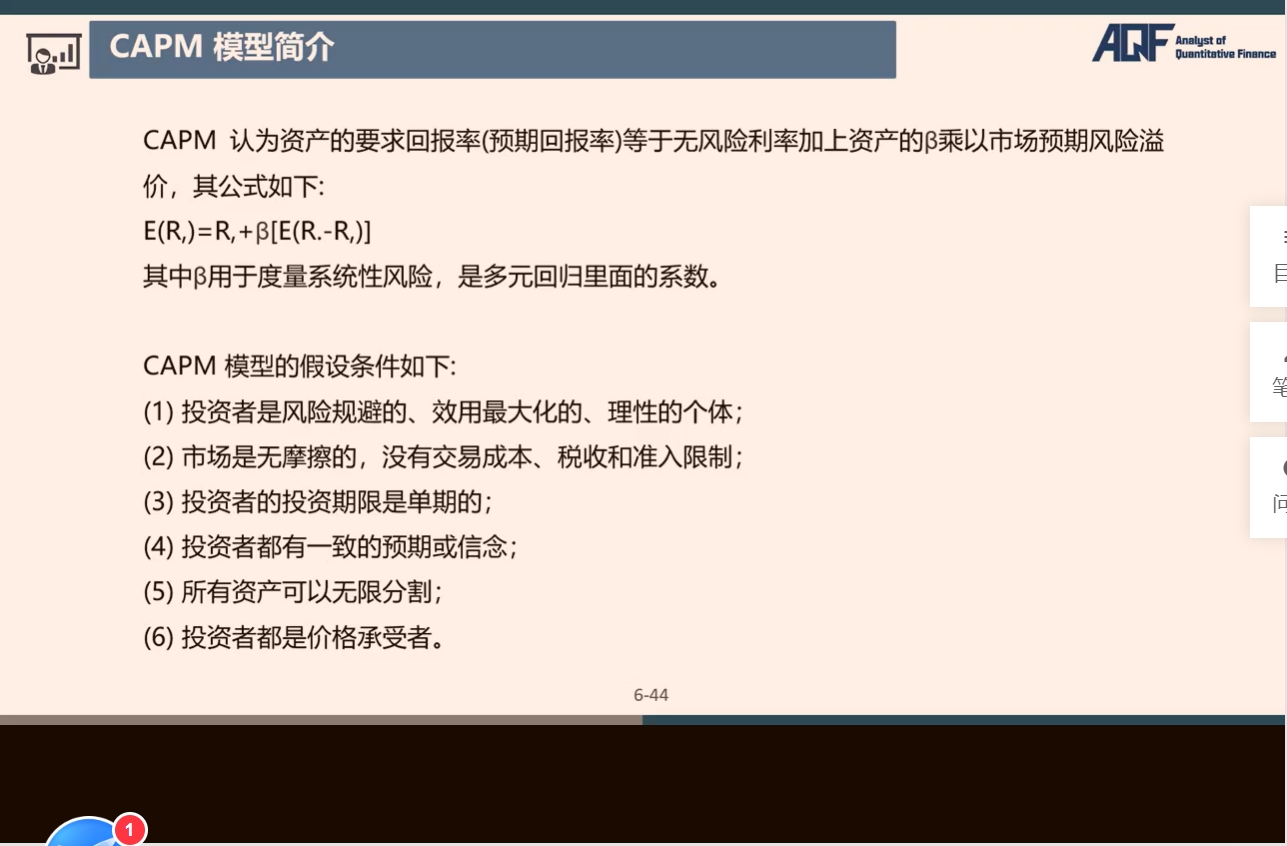 CAPM 模型简介
AQF Analyst of
Quantitative Finance
CAPM 认为资产的要求回报率(预期回报率)等于无风险利率加上资产的β乘以市场预期风险溢
价，其公式如下:
E(R,)=R,+β[E(R.-R,)]
其中β用于度量系统性风险，是多元回归里面的系数。
CAPM 模型的假设条件如下:
(1) 投资者是风险规避的、效用最大化的、理性的个体；
(2) 市场是无摩擦的，没有交易成本、税收和准入限制；
(3) 投资者的投资期限是单期的；
(4) 投资者都有一致的预期或信念；
(5) 所有资产可以无限分割；
(6) 投资者都是价格承受者。
6-44
目
笔
问
1